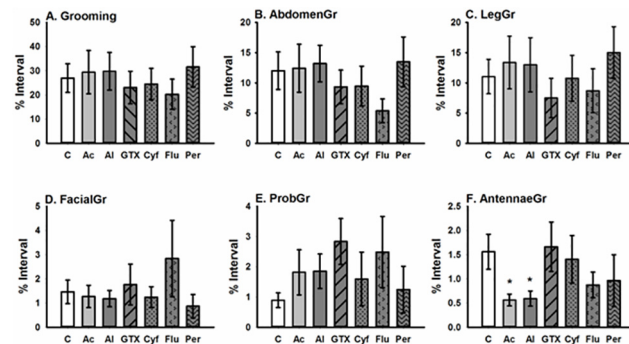 A. Grooming
% Interval
50
40
30
20
10
0
C Ac Al GTX Cyf Flu Per
B. AbdomenGr
% Interval
20
15
10
5
0
C Ac Al GTX Cyf Flu Per
C. LegGr
% Interval
20
15
10
5
0
C Ac Al GTX Cyf Flu Per
D. FacialGr
% Interval
5
4
3
2
1
0
C Ac Al GTX Cyf Flu Per
E. ProbGr
% Interval
4
3
2
1
0
C Ac Al GTX Cyf Flu Per
F. AntennaeGr
% Interval
2.5
2.0
1.5
1.0
0.5
0.0
* *
C Ac Al GTX Cyf Flu Per